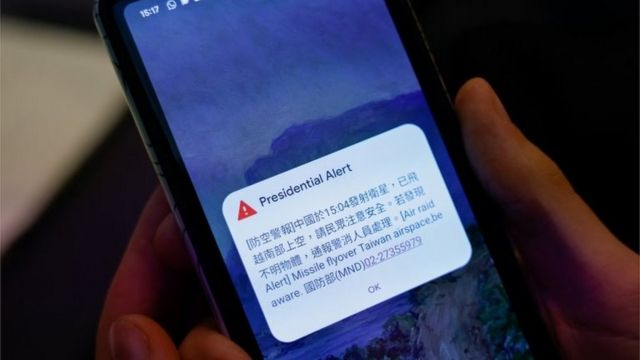 15:17
Presidential Alert
[防空警報]中國於15:04發射衛星，已飛
越南部上空，請民眾注意安全。若發現
不明物體，通報警消人員處理。[Air raid
Alert] Missile flyover Taiwan airspace,be
aware. 國防部(MND)02-27355979
OK